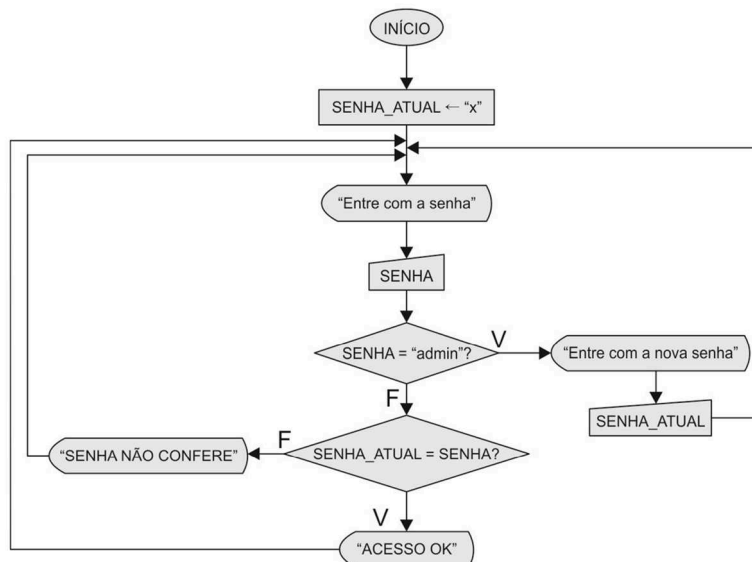 INÍCIO
SENHA_ATUAL ← “x”
“Entre com a senha”
SENHA
SENHA = “admin”?
V
“Entre com a nova senha”
F
SENHA_ATUAL
SENHA_ATUAL = SENHA?
F
“SENHA NÃO CONFERE”
V
“ACESSO OK”